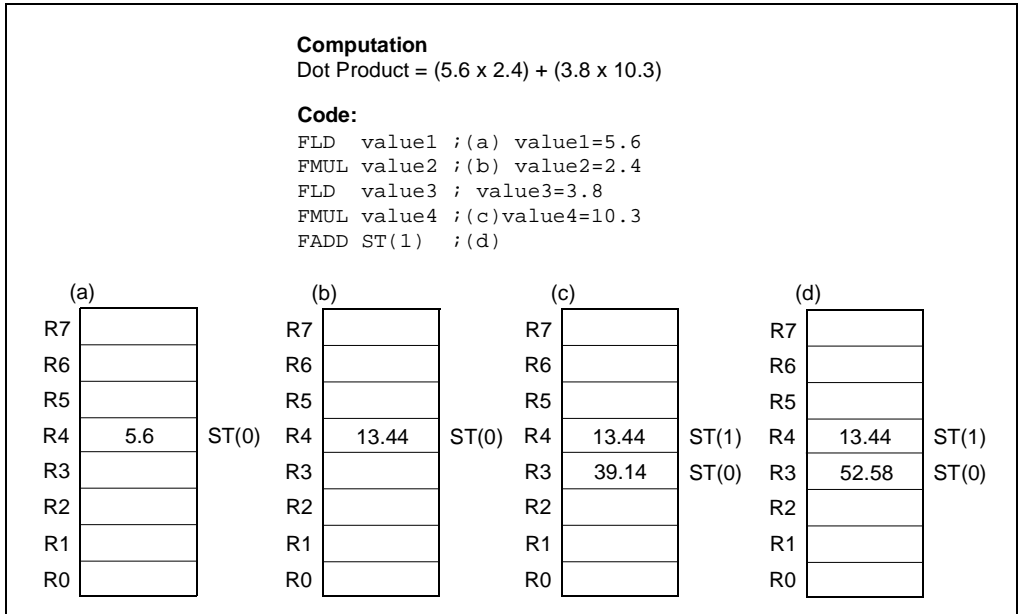 Computation
Dot Product = (5.6 x 2.4) + (3.8 x 10.3)
Code:
FLD value1 ;(a) value1=5.6
FMUL value2 ;(b) value2=2.4
FLD value3 ; value3=3.8
FMUL value4 ;(c)value4=10.3
FADD ST(1) ;(d)
(a) (b) (c) (d)
R7 R7 R7 R7
R6 R6 R6 R6
R5 R5 R5 R5
R4 5.6 ST(0) R4 13.44 ST(0) R4 13.44 ST(1) R4 13.44 ST(1)
R3 R3 R3 39.14 ST(0) R3 52.58 ST(0)
R2 R2 R2 R2
R1 R1 R1 R1
R0 R0 R0 R0